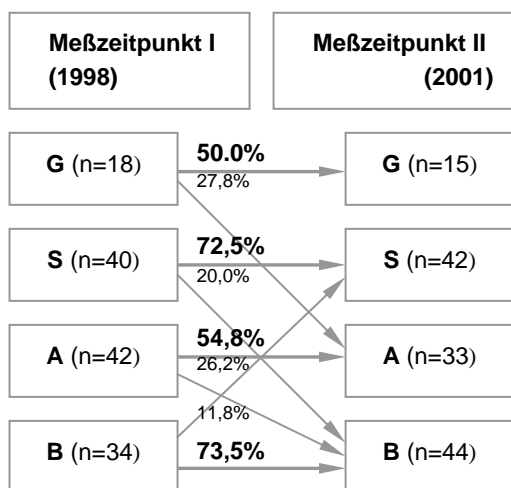 Meßzeitpunkt I
(1998)
Meßzeitpunkt II
(2001)
G (n=18)
50.0%
27,8%
G (n=15)
S (n=40)
72,5%
20,0%
S (n=42)
A (n=42)
54,8%
26,2%
A (n=33)
11,8%
B (n=34)
73,5%
B (n=44)